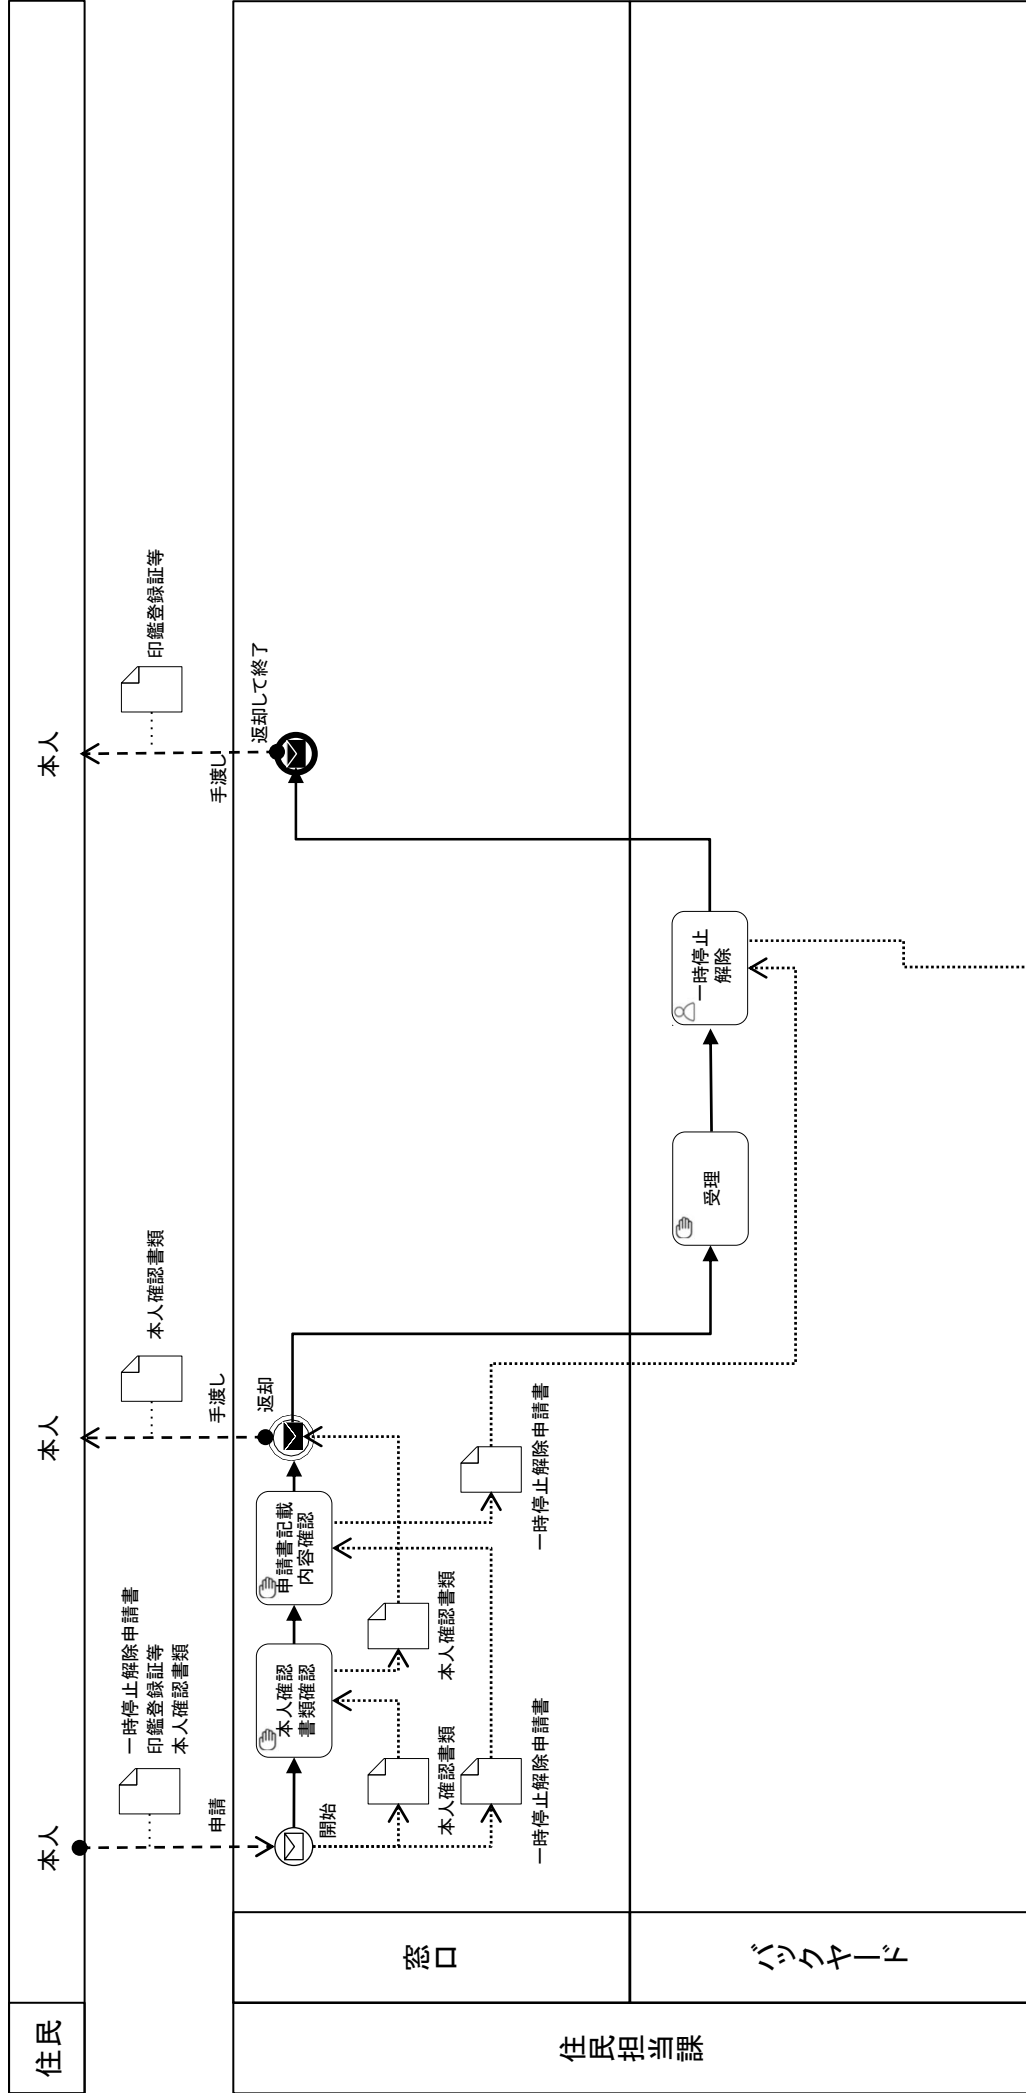 住民
本人
本人
本人
一時停止解除申請書
印鑑登録証等
本人確認書類
申請
本人確認書類
手渡し
印鑑登録証等
手渡し
住民担当課
窓口
開始
本人確認
書類確認
申請書記載
内容確認
返却
返却して終了
本人確認書類
本人確認書類
一時停止解除申請書
一時停止解除申請書
バックヤード
受理
一時停止
解除